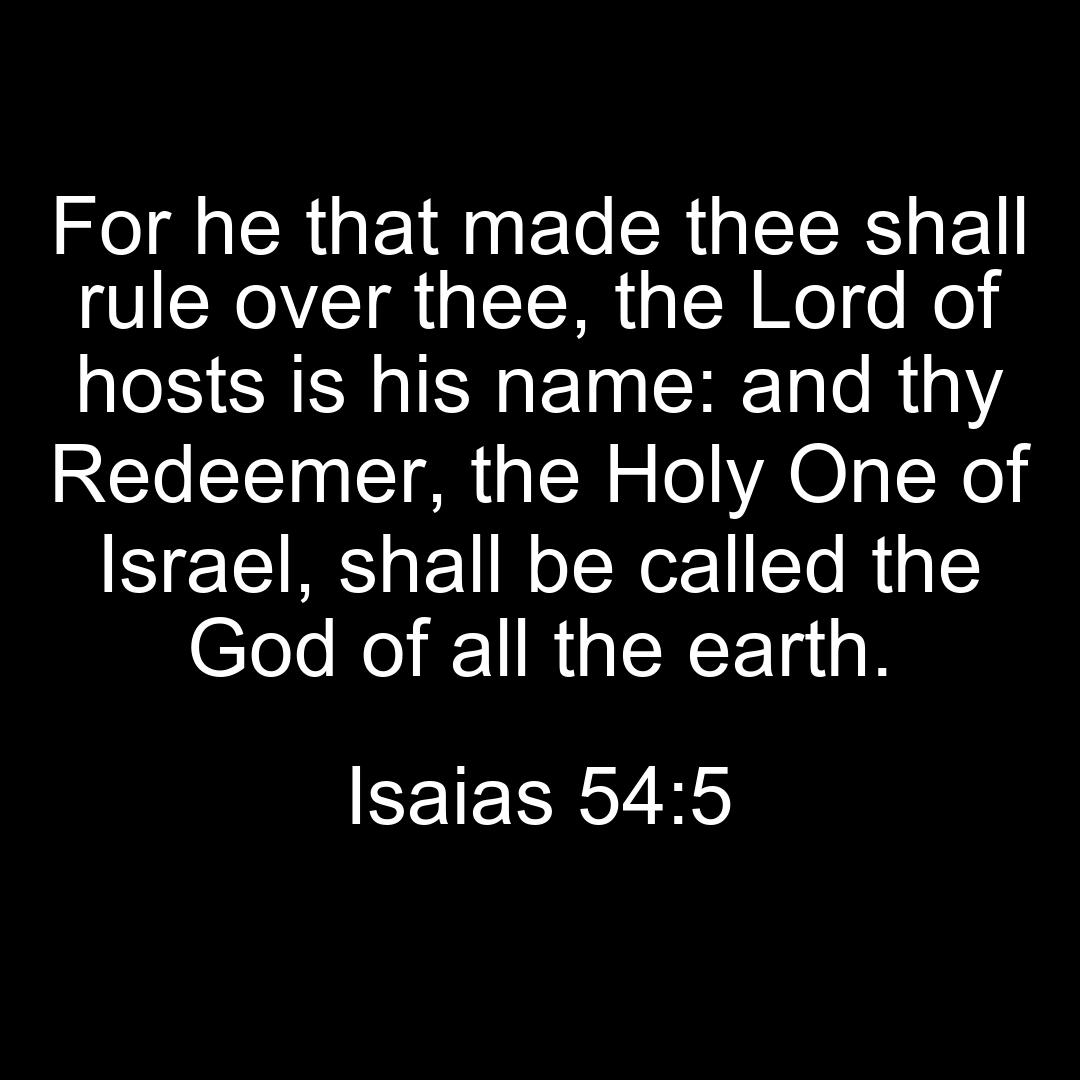 For he that made thee shall
rule over thee, the Lord of
hosts is his name: and thy
Redeemer, the Holy One of
Israel, shall be called the
God of all the earth.
Isaias 54:5